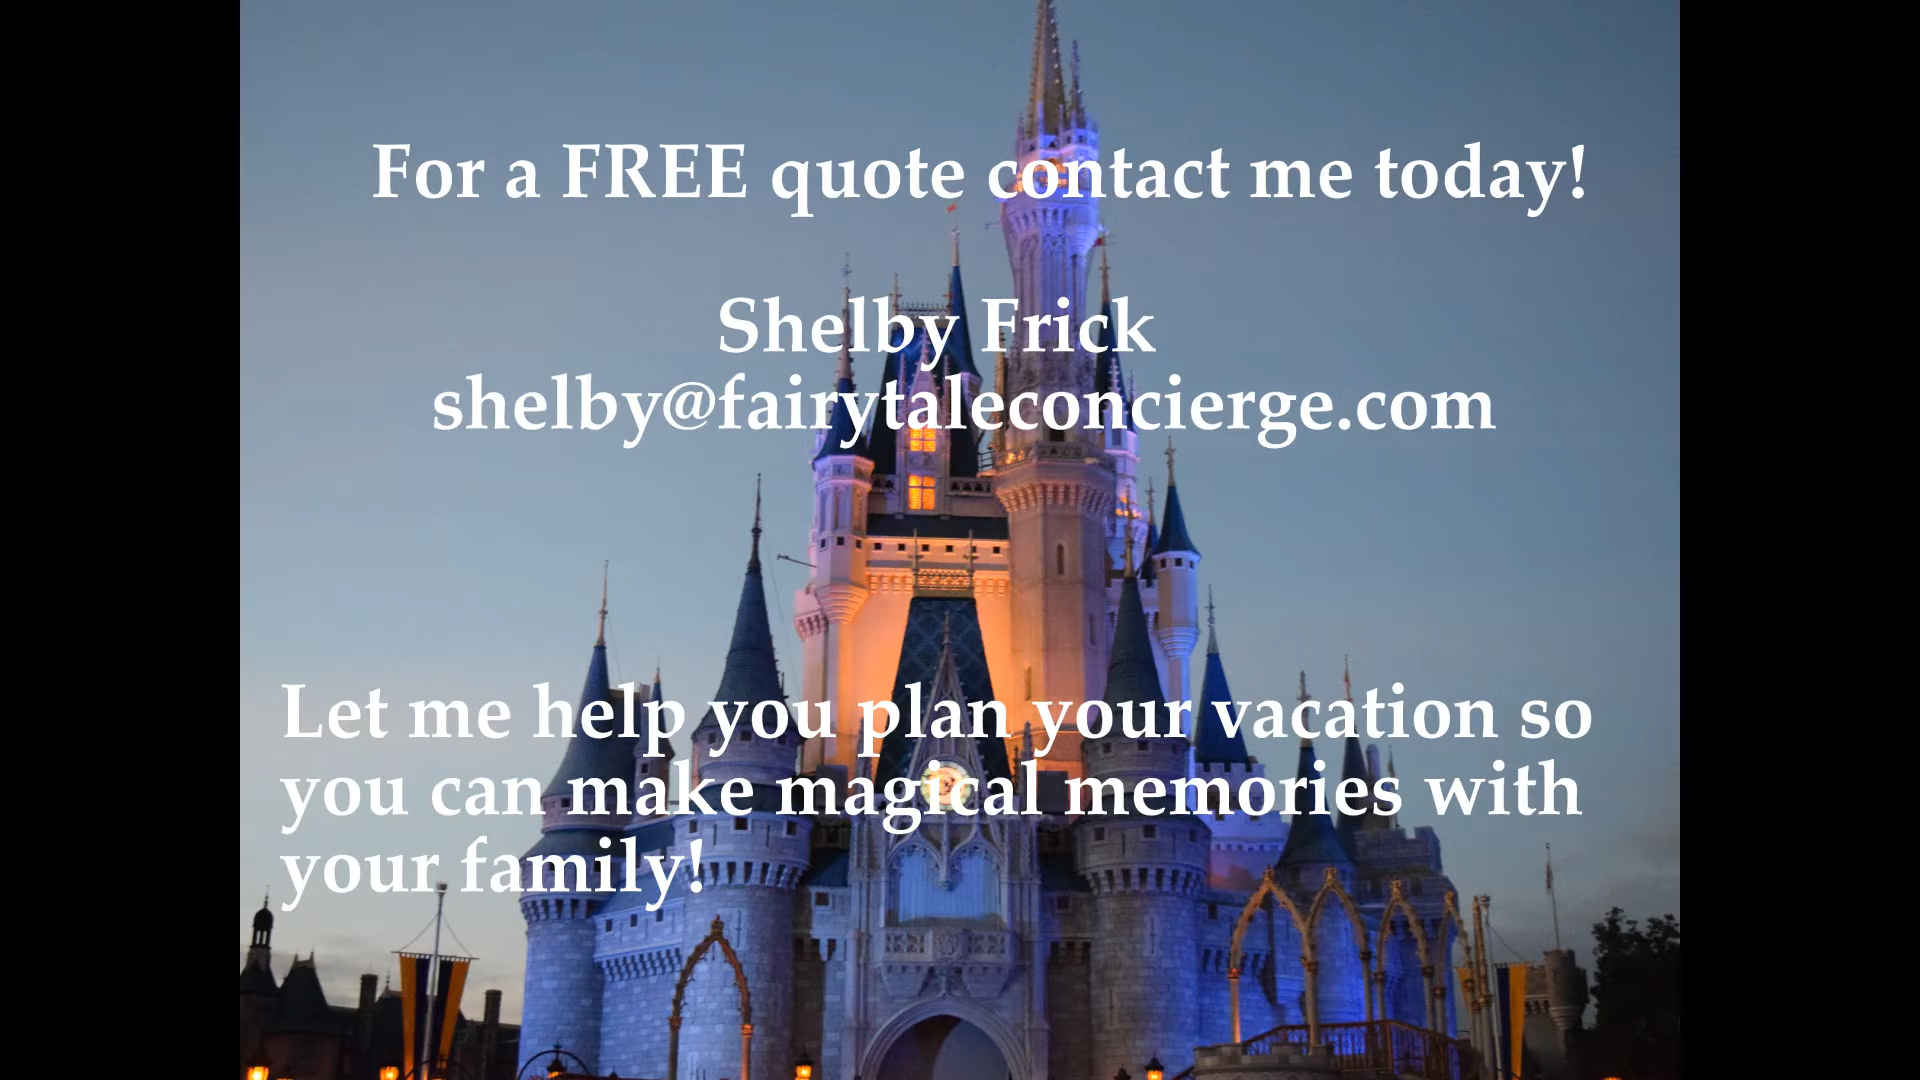 For a FREE quote contact me today!
Shelby Frick
shelby@fairytaleconcierge.com
Let me help you plan your vacation so
you can make magical memories with
your family!